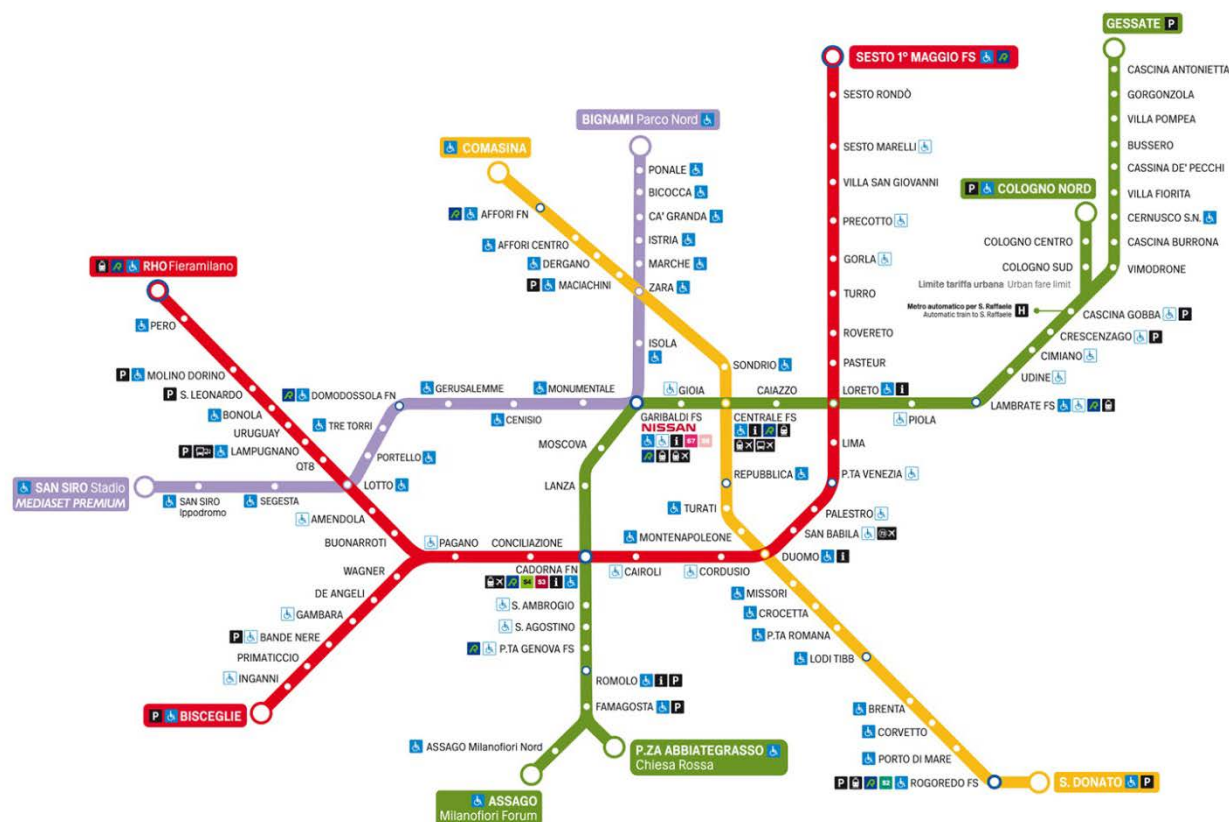 GESSATE P
CASCINA ANTONIETTA
GORGONZOLA
VILLA POMPEA
BUSSERO
CASSINA DE' PECCHI
VILLA FIORITA
CERNUSCO S.N.
CASCINA BURRONA
VIMODRONE
P COLOGNO NORD
COLOGNO CENTRO
COLOGNO SUD
Limite tariffa urbana Urban fare limit
Metro automatico per S. Raffaele
Automatic train to S. Raffaele
H
CASCINA GOBBA P
CRESCENZAGO P
CIMIANO
UDINE
LAMBRATE FS
PIOLA
SESTO 1° MAGGIO FS
SESTO RONDÒ
SESTO MARELLI
VILLA SAN GIOVANNI
PRECOTTO
GORLA
TURRO
ROVERETO
PASTEUR
LORETO i
LIMA
P.TA VENEZIA
PALESTRO
SAN BABILA
DUOMO i
BIGNAMI Parco Nord
PONALE
BICOCCA
CA' GRANDA
ISTRIA
MARCHE
ZARA
ISOLA
COMASINA
AFFORI FN
AFFORI CENTRO
DERGANO
P MACIACHINI
SONDRIO
GIOIA
CAIAZZO
GARIBALDI FS
NISSAN
i S7
CENTRALE FS
i
REPUBBLICA
TURATI
MONTENAPOLEONE
RHO Fieramilano
PERO
P MOLINO DORINO
P S. LEONARDO
BONOLA
URUGUAY
P LAMPUGNANO
QT8
LOTTO
AMENDOLA
BUONARROTI
DOMODOSSOLA FN
GERUSALEMME
CENISIO
MONUMENTALE
TRE TORRI
PORTELLO
SAN SIRO Stadio
MEDIASET PREMIUM
SAN SIRO
Ippodromo
SEGESTA
MOSCOVA
LANZA
PAGANO
CONCILIAZIONE
CADORNA FN
S4 S3 i
CAIROLI
CORDUSIO
WAGNER
DE ANGELI
GAMBARA
P BANDE NERE
PRIMATICCIO
INGANNI
P BISCEGLIE
S. AMBROGIO
S. AGOSTINO
P.TA GENOVA FS
ROMOLO i P
FAMAGOSTA P
ASSAGO Milanofiori Nord
ASSAGO
Milanofiori Forum
P.ZA ABBIATEGRASSO
Chiesa Rossa
MISSORI
CROCETTA
P.TA ROMANA
LODI TIBB
BRENTA
CORVETTO
PORTO DI MARE
P S2 ROGOREDO FS
S. DONATO P